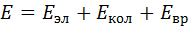 E = Eэл + Eкол + Eвр